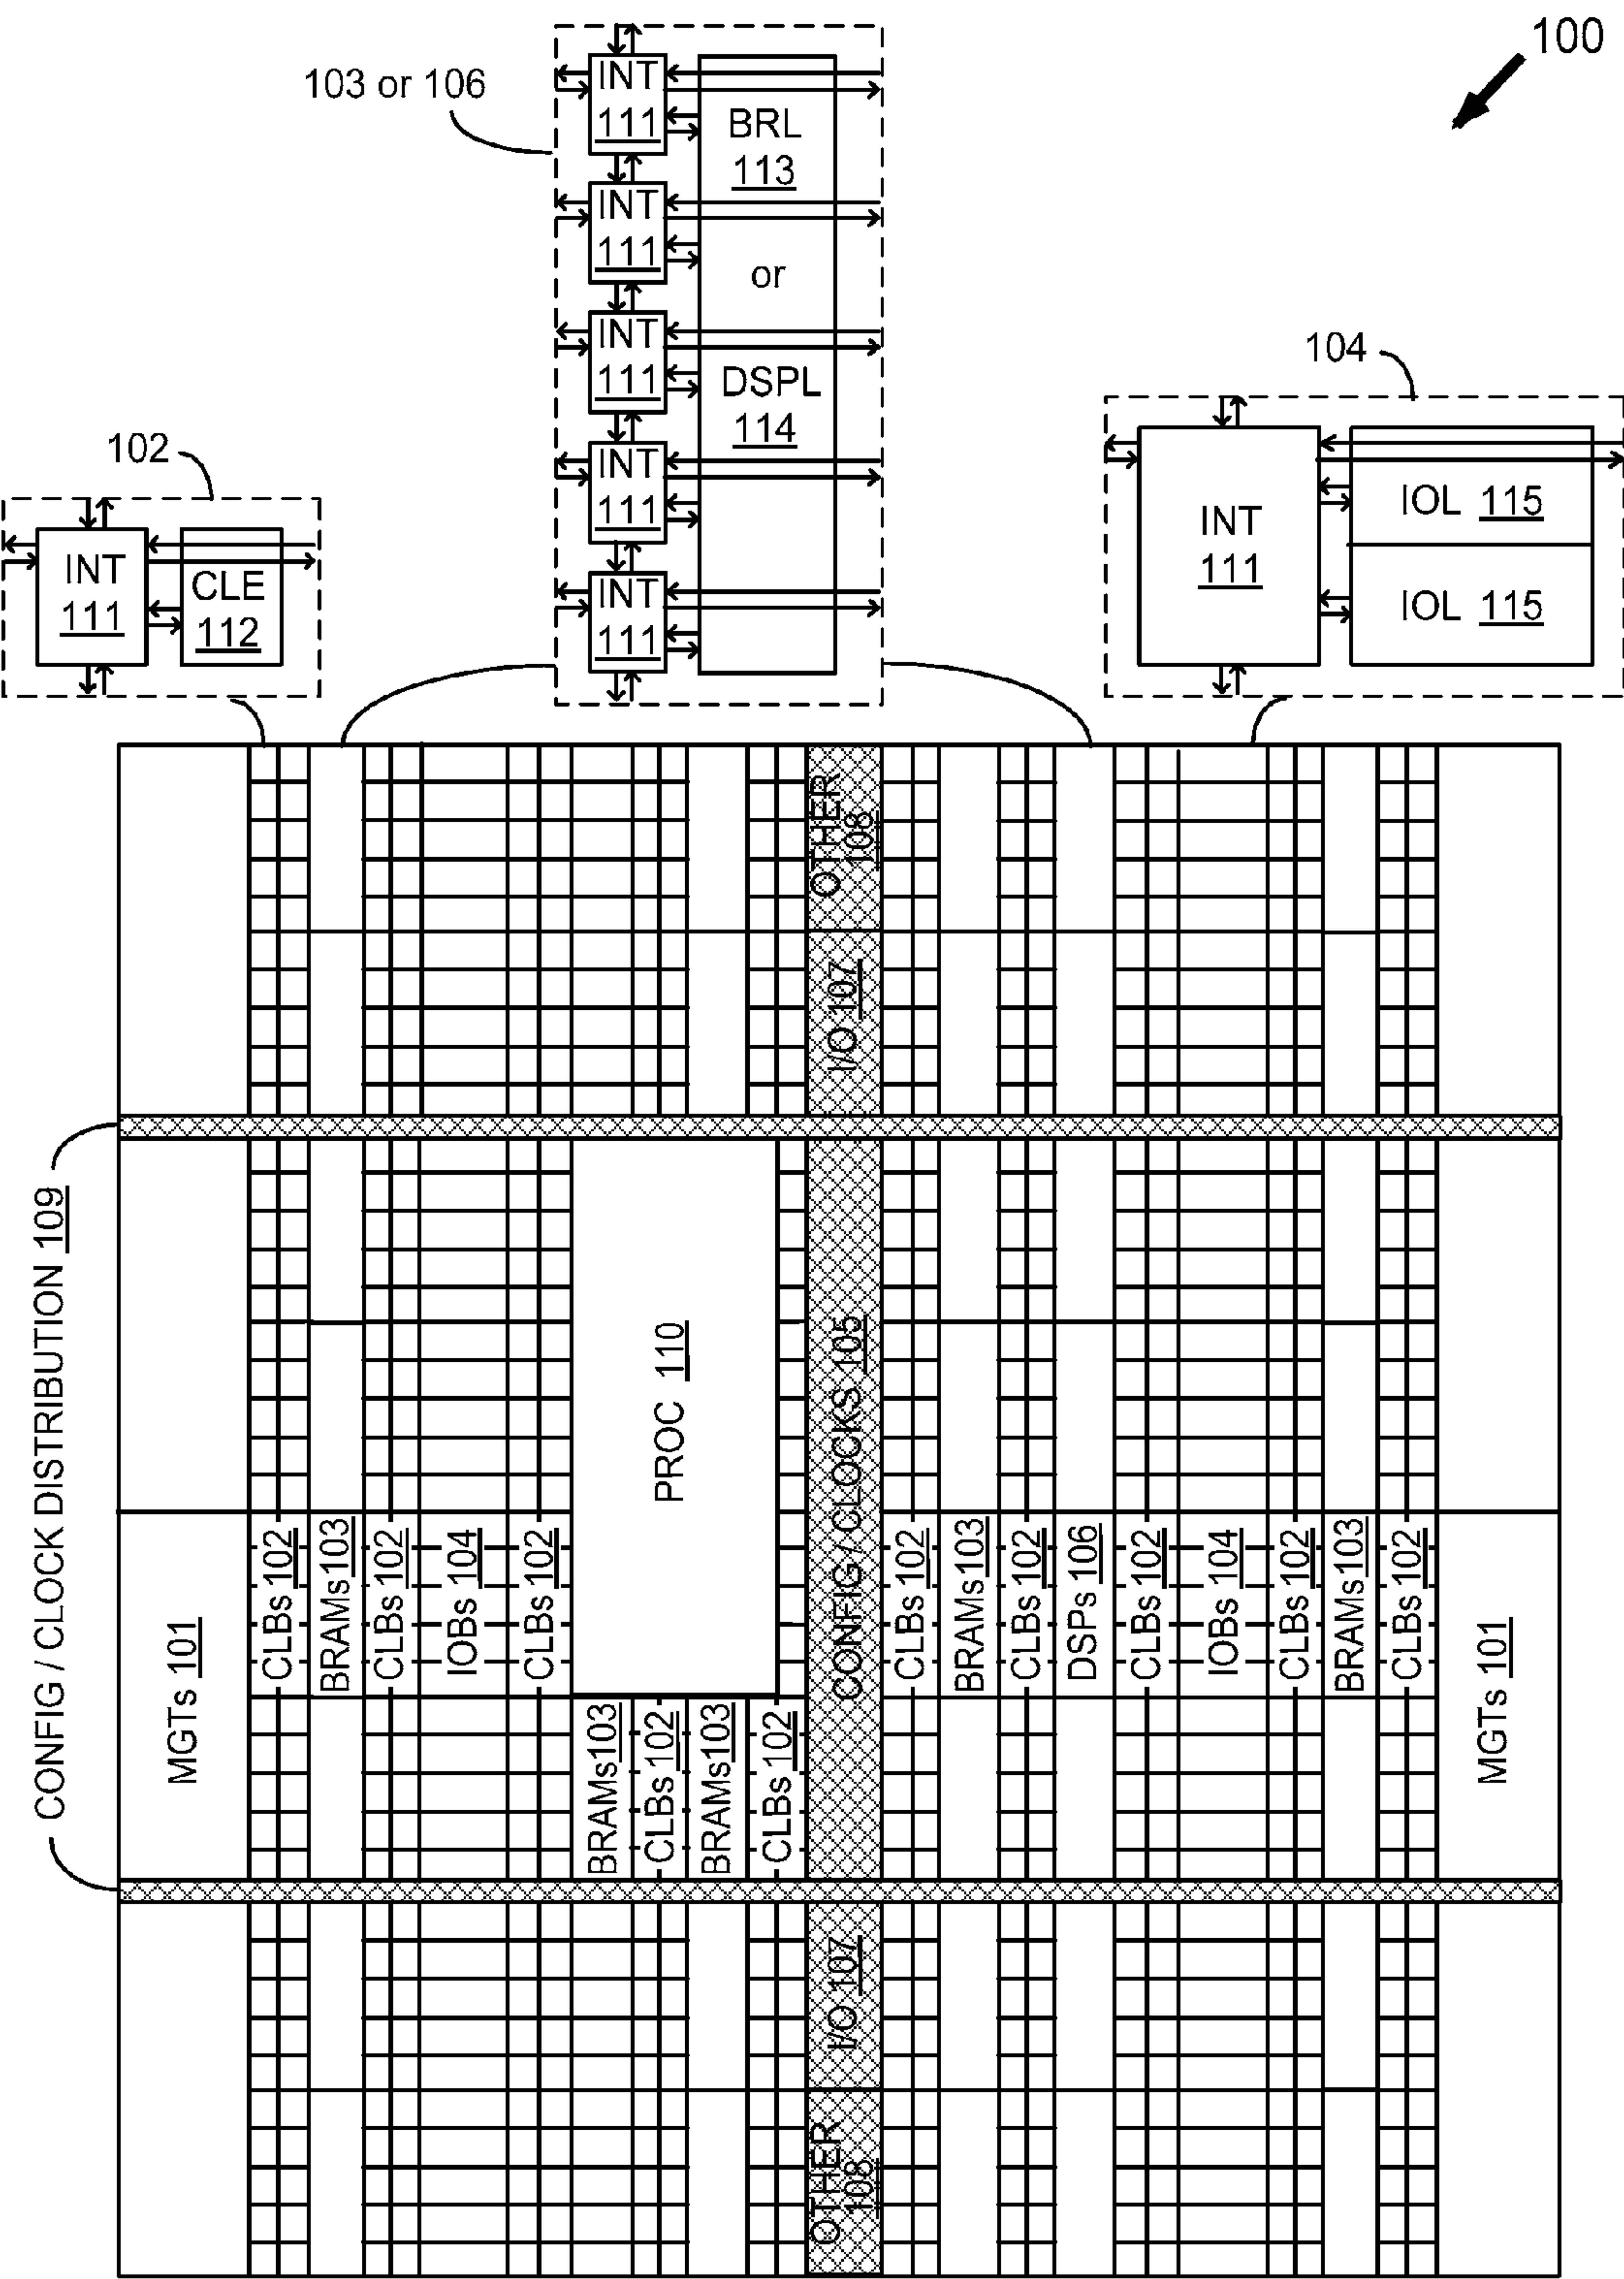 100
103 or 106
INT
111
INT
111
INT
111
INT
111
INT
111
BRL
113
or
DSPL
114
104
INT
111
IOL 115
IOL 115
102
INT
111
CLE
112
OTHER
108
I/O 107
CONFIG / CLOCK DISTRIBUTION 109
PROC 110
CONFIG / CLOCKS 105
MGTs 101
CLBs 102
BRAMs 103
CLBs 102
IOBs 104
CLBs 102
BRAMs 103
CLBs 102
BRAMs 103
CLBs 102
CLBs 102
BRAMs 103
CLBs 102
DSPs 106
CLBs 102
IOBs 104
CLBs 102
BRAMs 103
CLBs 102
MGTs 101
I/O 107
OTHER
108